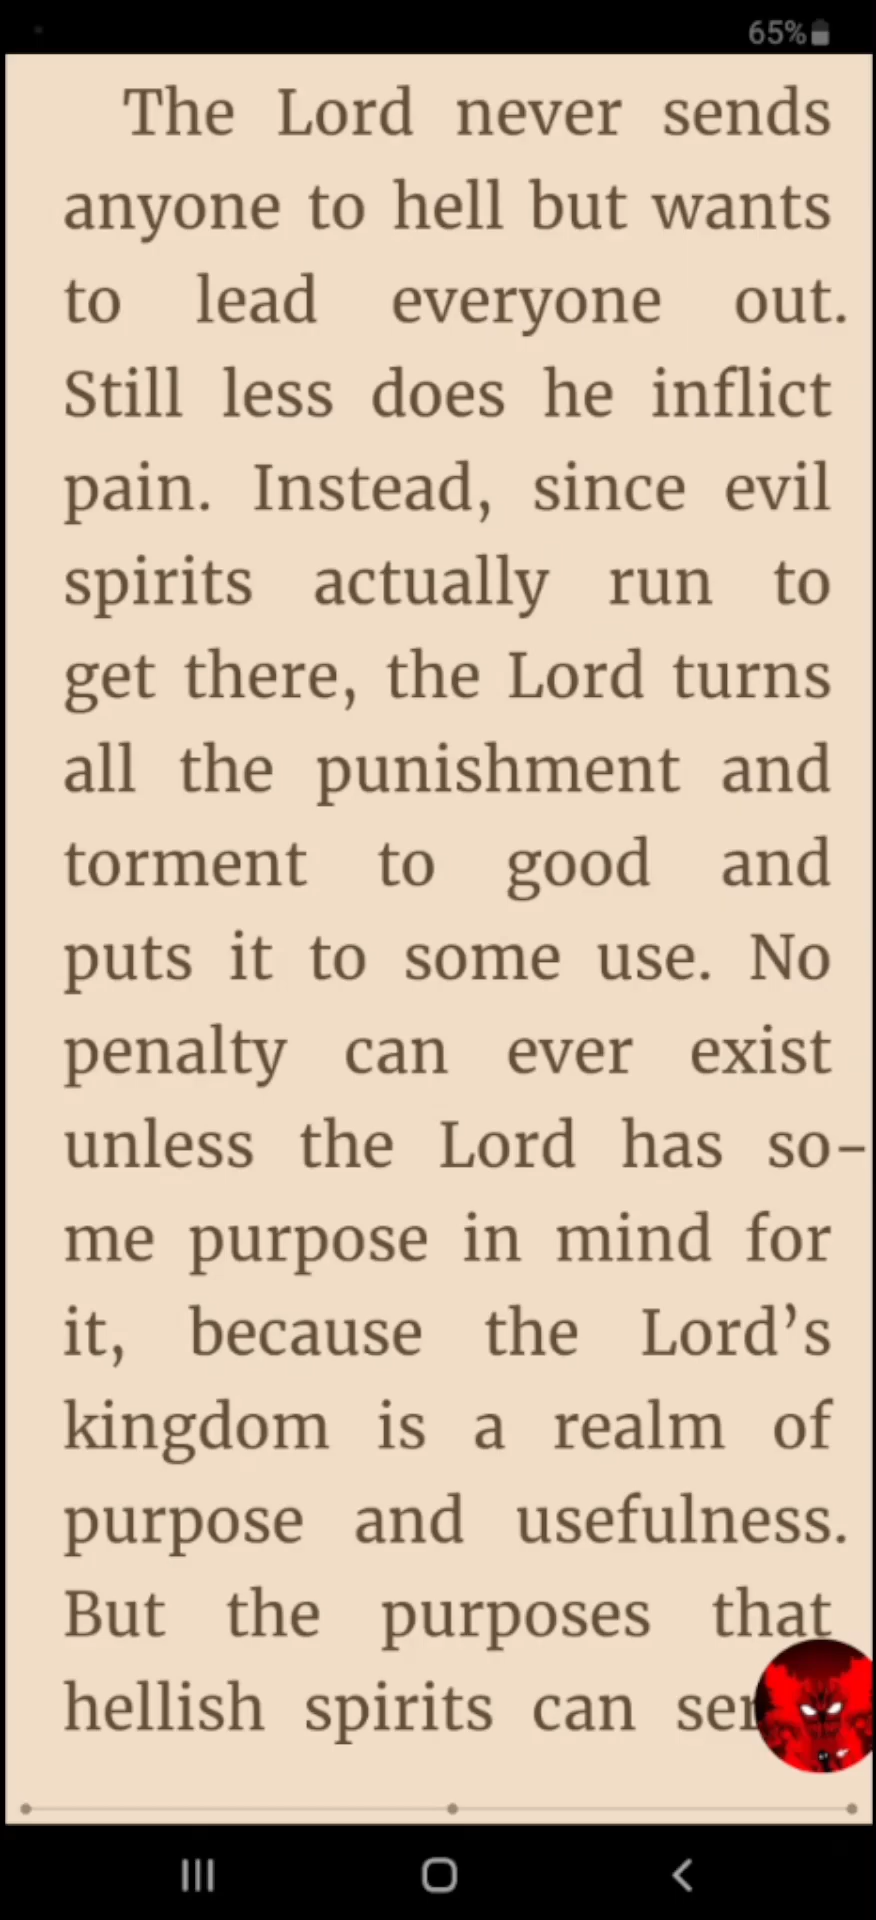 65%
The Lord never sends
anyone to hell but wants
to lead everyone out.
Still less does he inflict
pain. Instead, since evil
spirits actually run to
get there, the Lord turns
all the punishment and
torment to good and
puts it to some use. No
penalty can ever exist
unless the Lord has so-
me purpose in mind for
it, because the Lord’s
kingdom is a realm of
purpose and usefulness.
But the purposes that
hellish spirits can